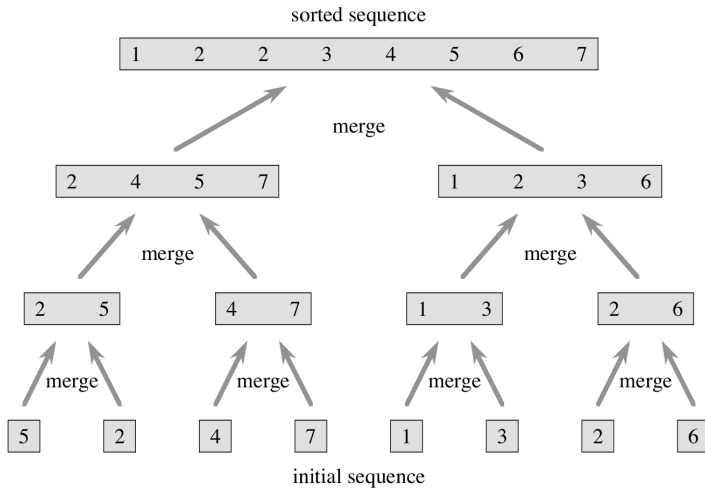 sorted sequence
1 2 2 3 4 5 6 7
merge
2 4 5 7 1 2 3 6
merge merge
2 5 4 7 1 3 2 6
merge merge merge merge
5 2 4 7 1 3 2 6
initial sequence